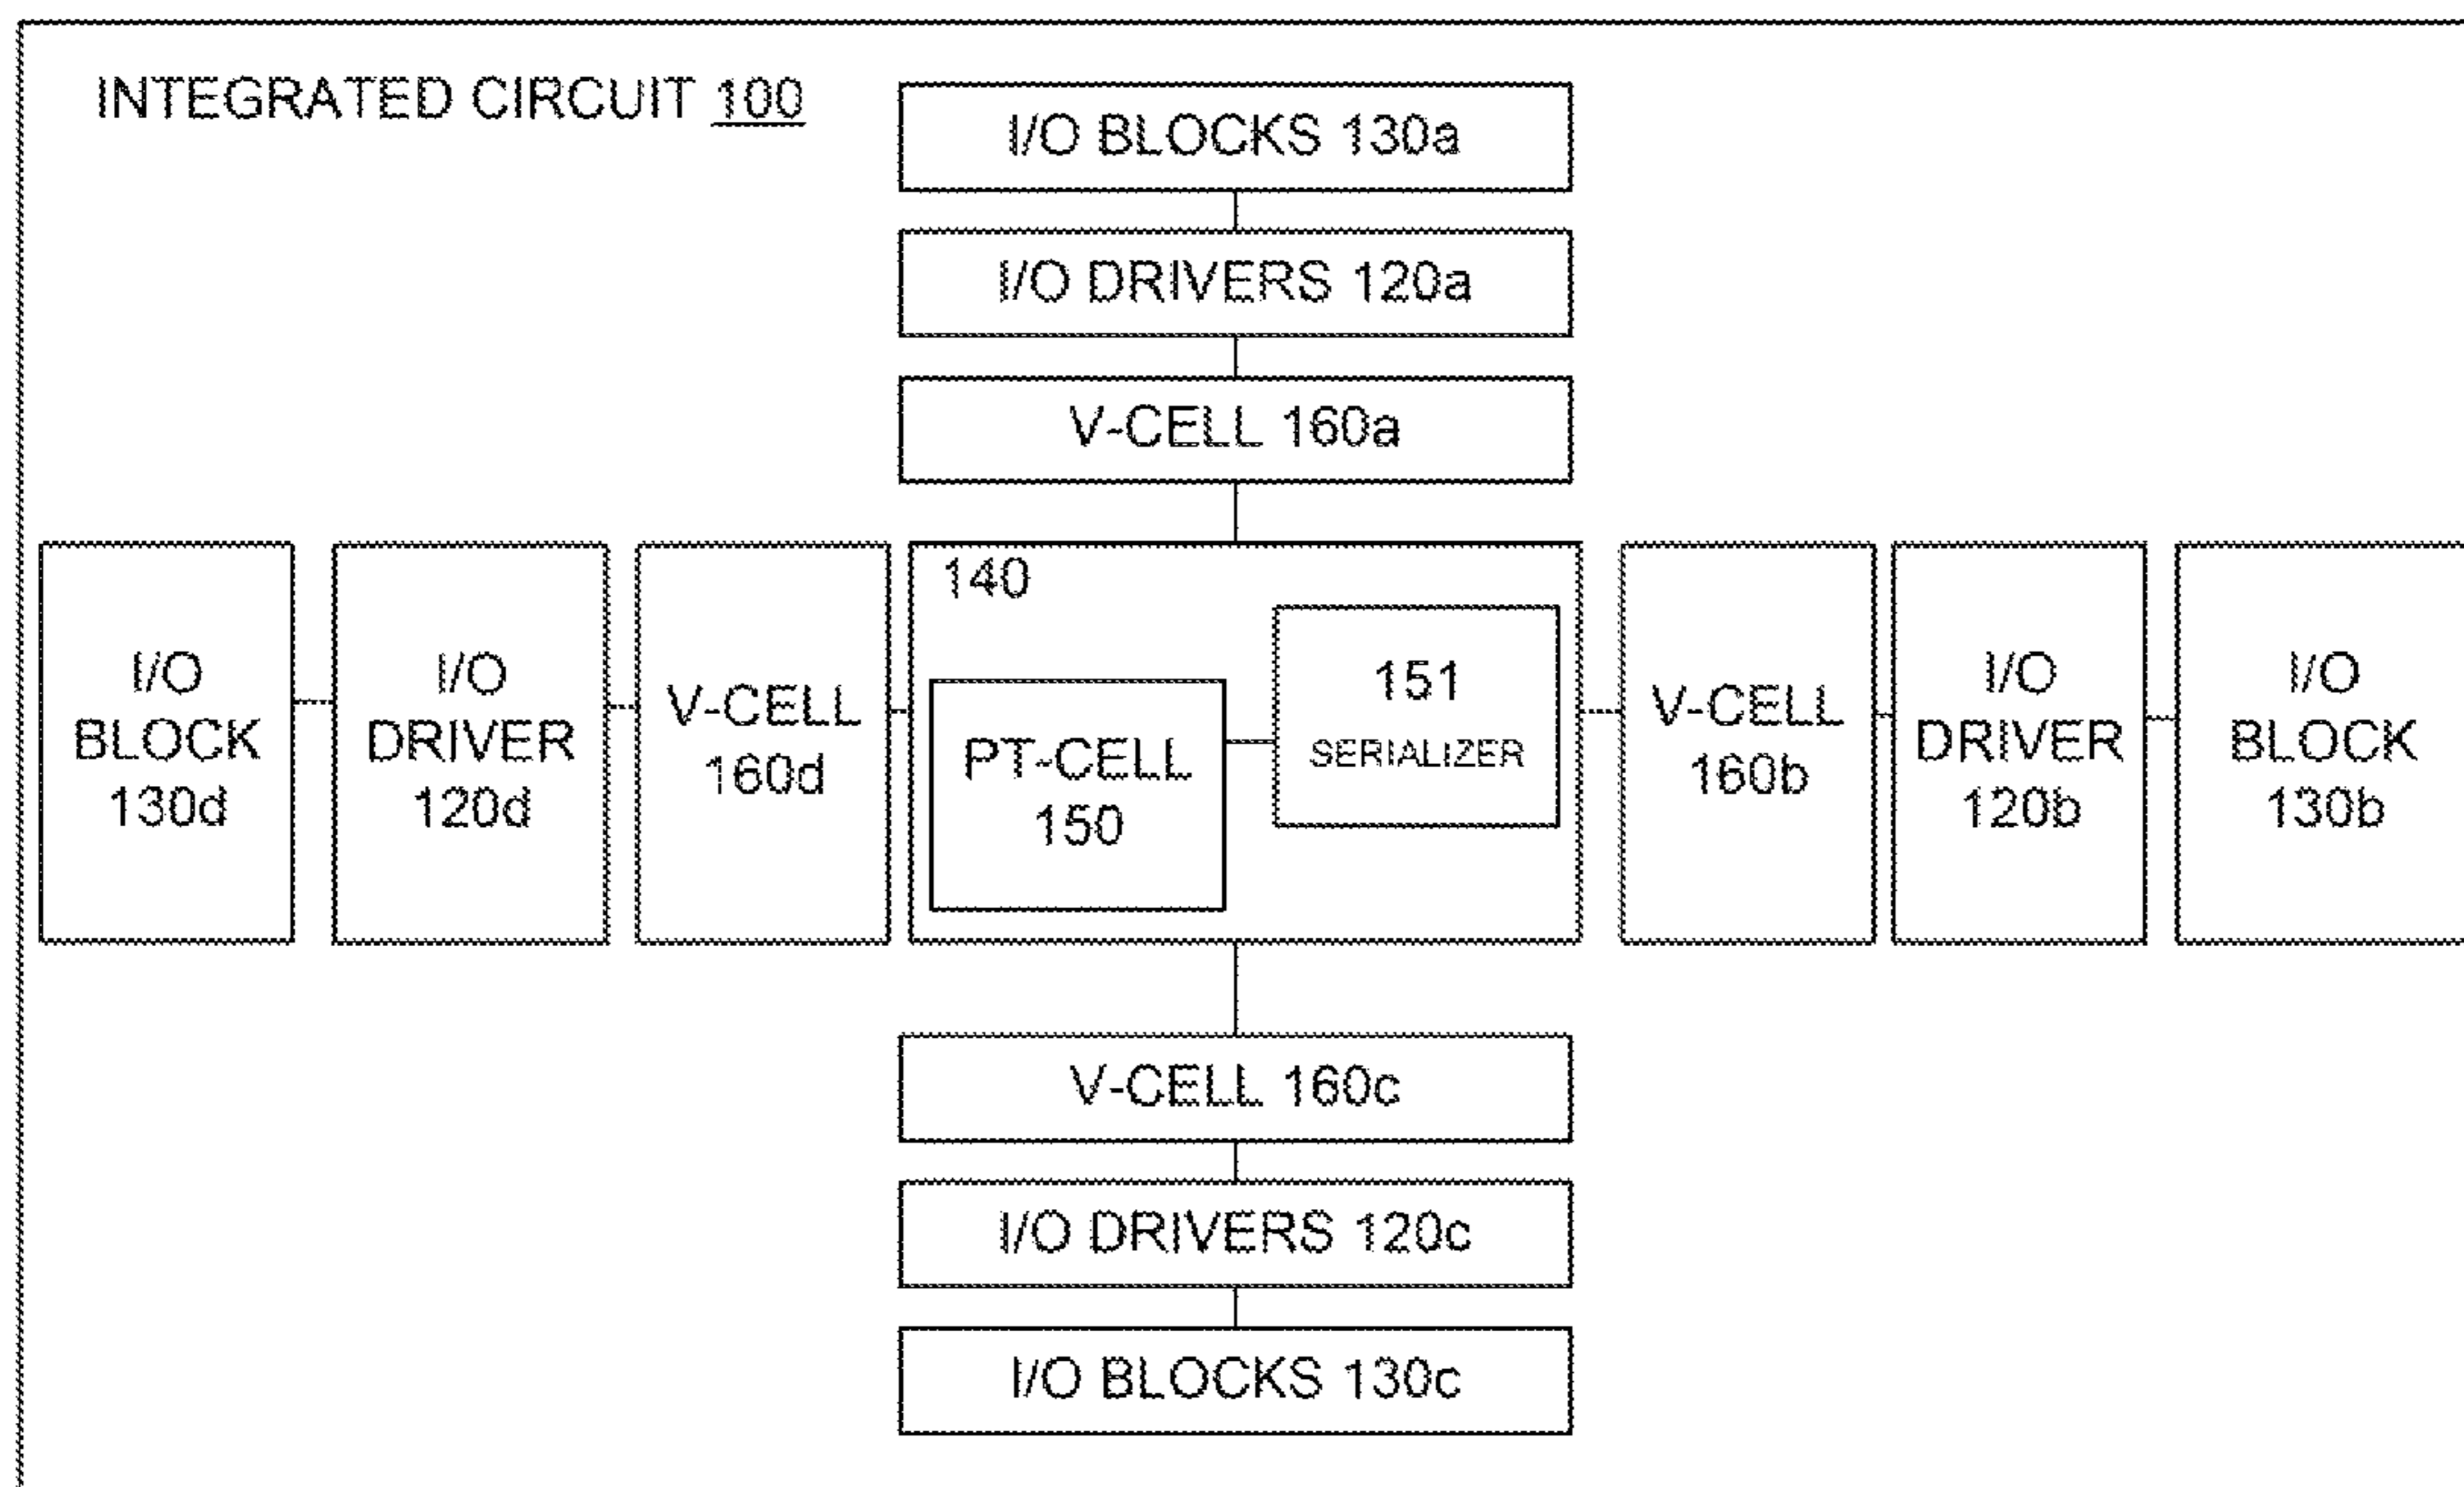 INTEGRATED CIRCUIT 100
I/O BLOCKS 130a
I/O DRIVERS 120a
V-CELL 160a
I/O
BLOCK
130d
I/O
DRIVER
120d
V-CELL
160d
140
PT-CELL
150
151
SERIALIZER
V-CELL
160b
I/O
DRIVER
120b
I/O
BLOCK
130b
V-CELL 160c
I/O DRIVERS 120c
I/O BLOCKS 130c